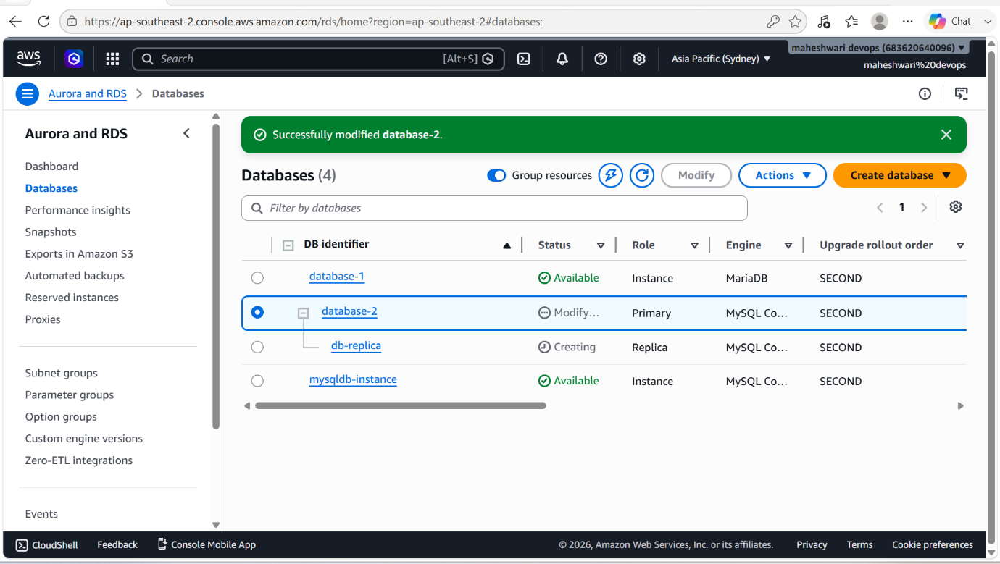 https://ap-southeast-2.console.aws.amazon.com/rds/home?region=ap-southeast-2#databases:
Chat
aws
Search
[Alt+S]
Asia Pacific (Sydney)
maheshwari devops (683620640096)
maheshwari%20devops
Aurora and RDS
Databases
Aurora and RDS
Dashboard
Databases
Performance insights
Snapshots
Exports in Amazon S3
Automated backups
Reserved instances
Proxies
Subnet groups
Parameter groups
Option groups
Custom engine versions
Zero-ETL integrations
Events
Successfully modified database-2.
Databases (4)
Group resources
Modify
Actions
Create database
Filter by databases
1
DB identifier Status Role Engine Upgrade rollout order
database-1 Available Instance MariaDB SECOND
database-2 Modify... Primary MySQL Co... SECOND
db-replica Creating Replica MySQL Co... SECOND
mysqldb-instance Available Instance MySQL Co... SECOND
CloudShell Feedback Console Mobile App © 2026, Amazon Web Services, Inc. or its affiliates. Privacy Terms Cookie preferences